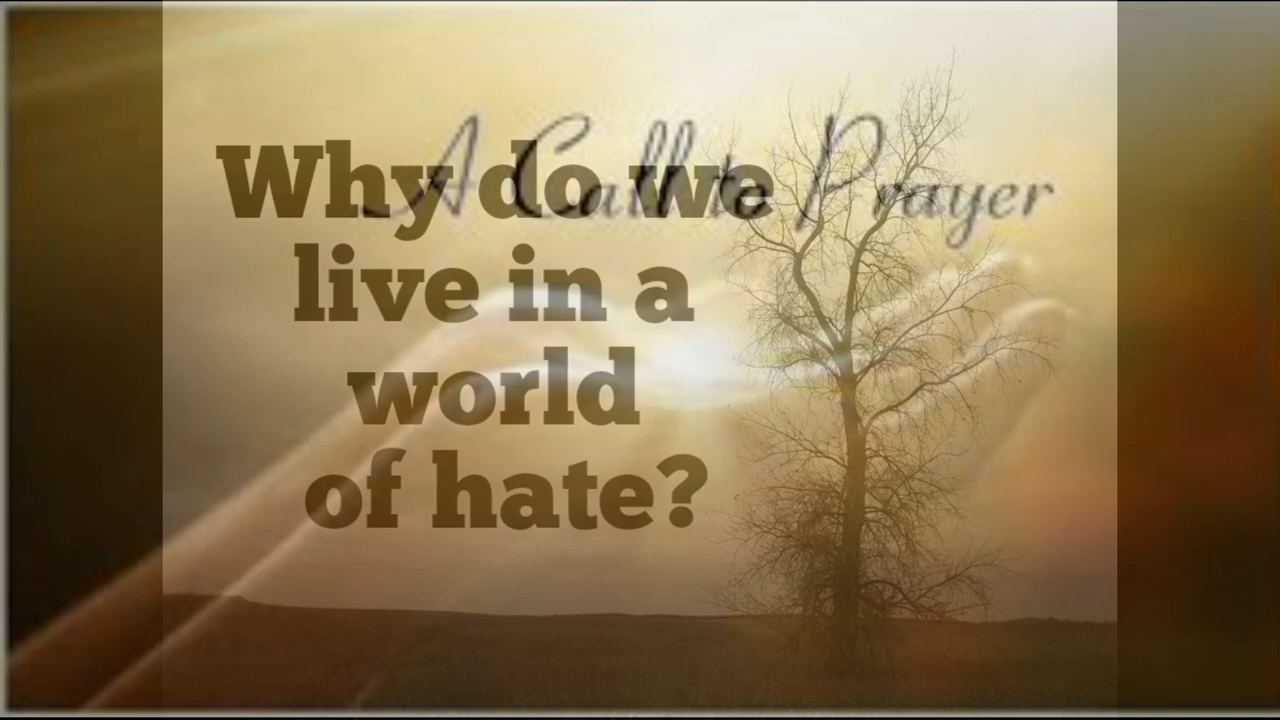 A Call to Prayer
Why do we
live in a
world
of hate?